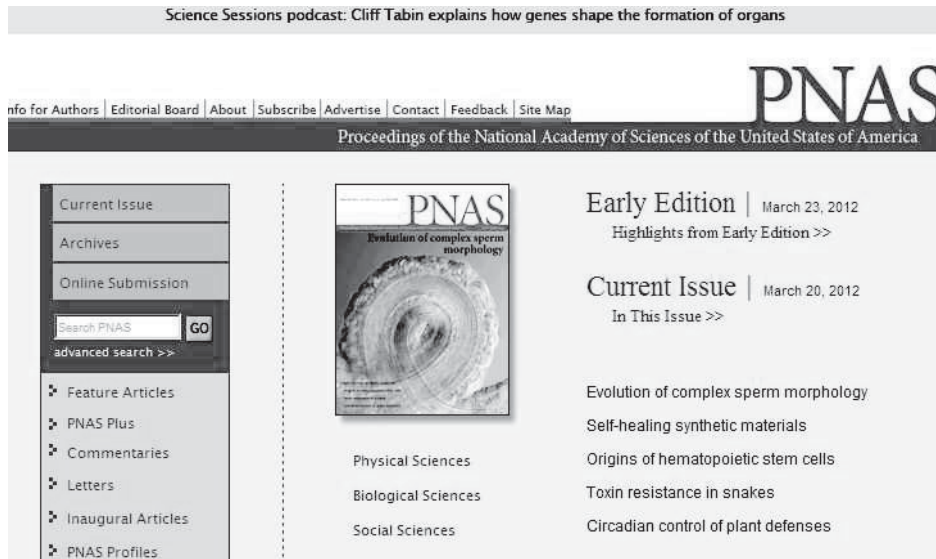 Science Sessions podcast: Cliff Tabin explains how genes shape the formation of organs
PNAS
nfo for Authors | Editorial Board | About | Subscribe | Advertise | Contact | Feedback | Site Map
Proceedings of the National Academy of Sciences of the United States of America
Current Issue
Archives
Online Submission
Search PNAS GO
advanced search >>
Feature Articles
PNAS Plus
Commentaries
Letters
Inaugural Articles
PNAS Profiles
PNAS
Evolution of complex sperm
morphology
Physical Sciences
Biological Sciences
Social Sciences
Early Edition | March 23, 2012
Highlights from Early Edition >>
Current Issue | March 20, 2012
In This Issue >>
Evolution of complex sperm morphology
Self-healing synthetic materials
Origins of hematopoietic stem cells
Toxin resistance in snakes
Circadian control of plant defenses